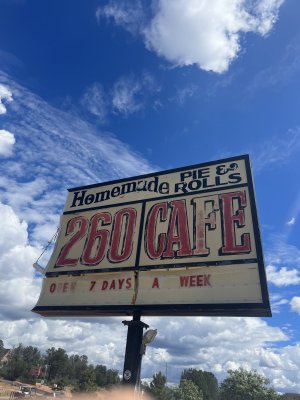 Homemade PIE & ROLLS
260 CAFE
OPEN 7 DAYS A WEEK